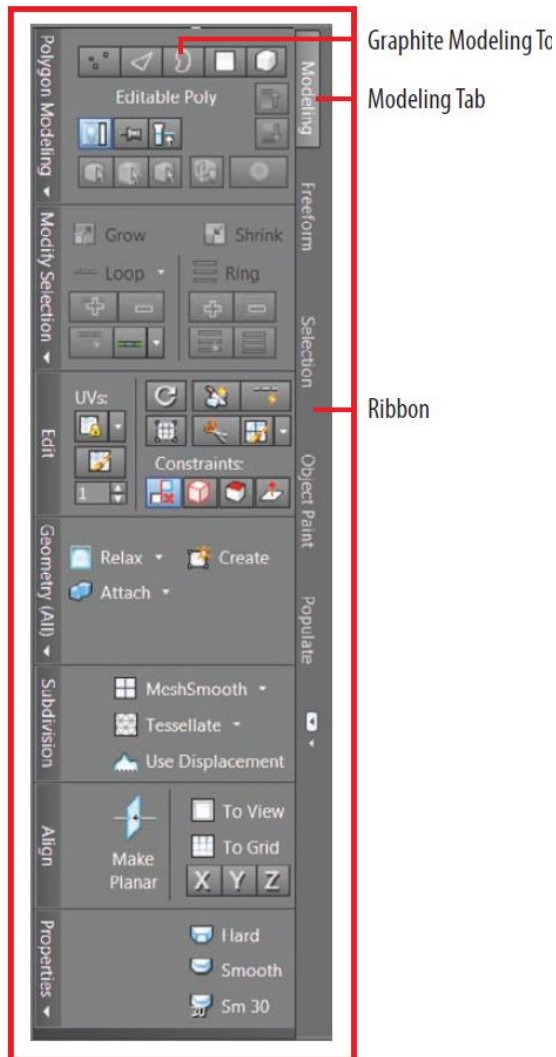 Graphite Modeling To
Modeling Tab
Ribbon
Modeling
Freeform
Selection
Object Paint
Populate
Polygon Modeling
Editable Poly
Modify Selection
Grow
Shrink
Loop
Ring
Edit
UVs:
1
Constraints:
Geometry (All)
Relax
Create
Attach
Subdivision
MeshSmooth
Tessellate
Use Displacement
Align
Make
Planar
To View
To Grid
X Y Z
Properties
Hard
Smooth
30 Sm 30